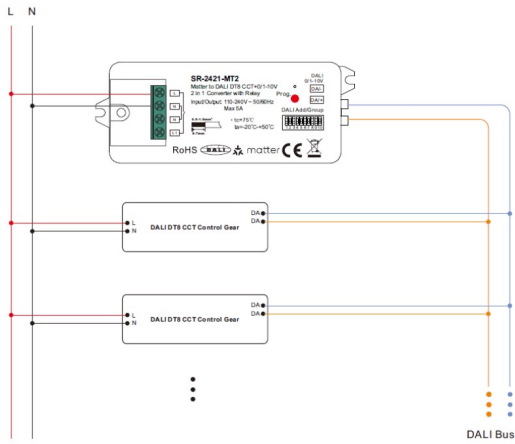 L N
SR-2421-MT2
Matter to DALI DT8 CCT+0/1-10V
2 in 1 Converter with Relay
Input/Output: 110-240V~ 50/60Hz
Max 5A
L
N
N
L1
• tc=75℃
ta=-20℃~+50℃
Prog.
DALI
0/1-10V
DA/-
DA/+
DALI Add/Group
RoHS DALI matter CE
L
N
DALI DT8 CCT Control Gear
DA
DA
L
N
DALI DT8 CCT Control Gear
DA
DA
DALI Bus